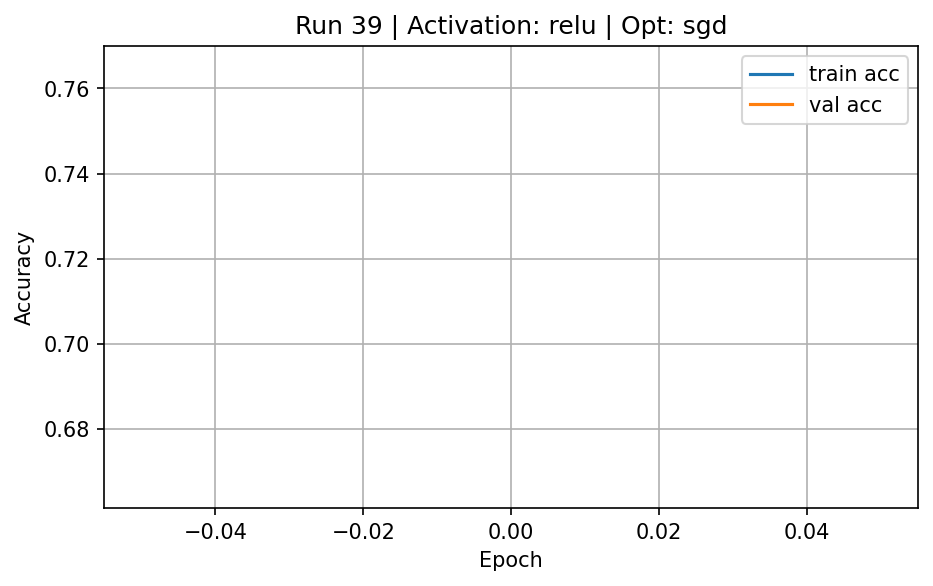 Run 39 | Activation: relu | Opt: sgd
train acc
val acc
0.76
0.74
0.72
0.70
0.68
Accuracy
−0.04 −0.02 0.00 0.02 0.04
Epoch